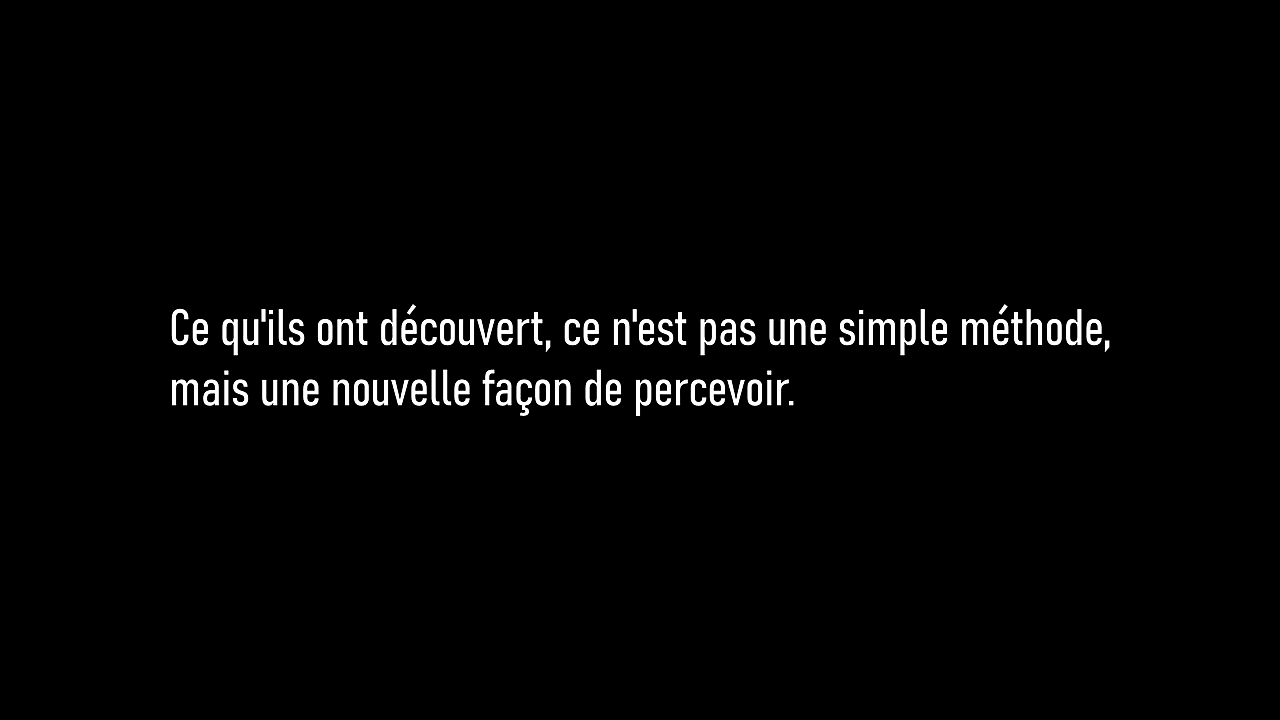 Ce qu'ils ont découvert, ce n'est pas une simple méthode,
mais une nouvelle façon de percevoir.